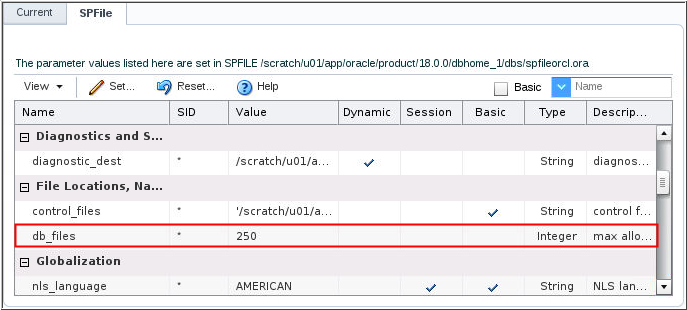 Current SPFile
The parameter values listed here are set in SPFILE /scratch/u01/app/oracle/product/18.0.0/dbhome_1/dbs/spfileorcl.ora.
View Set... Reset... Help Basic Name
Name SID Value Dynamic Session Basic Type Descrip...
Diagnostics and S...
diagnostic_dest * /scratch/u01/a... String diagnos...
File Locations, Na...
control_files * '/scratch/u01/a... String control f...
db_files * 250 Integer max allo...
Globalization
nls_language * AMERICAN String NLS lan...